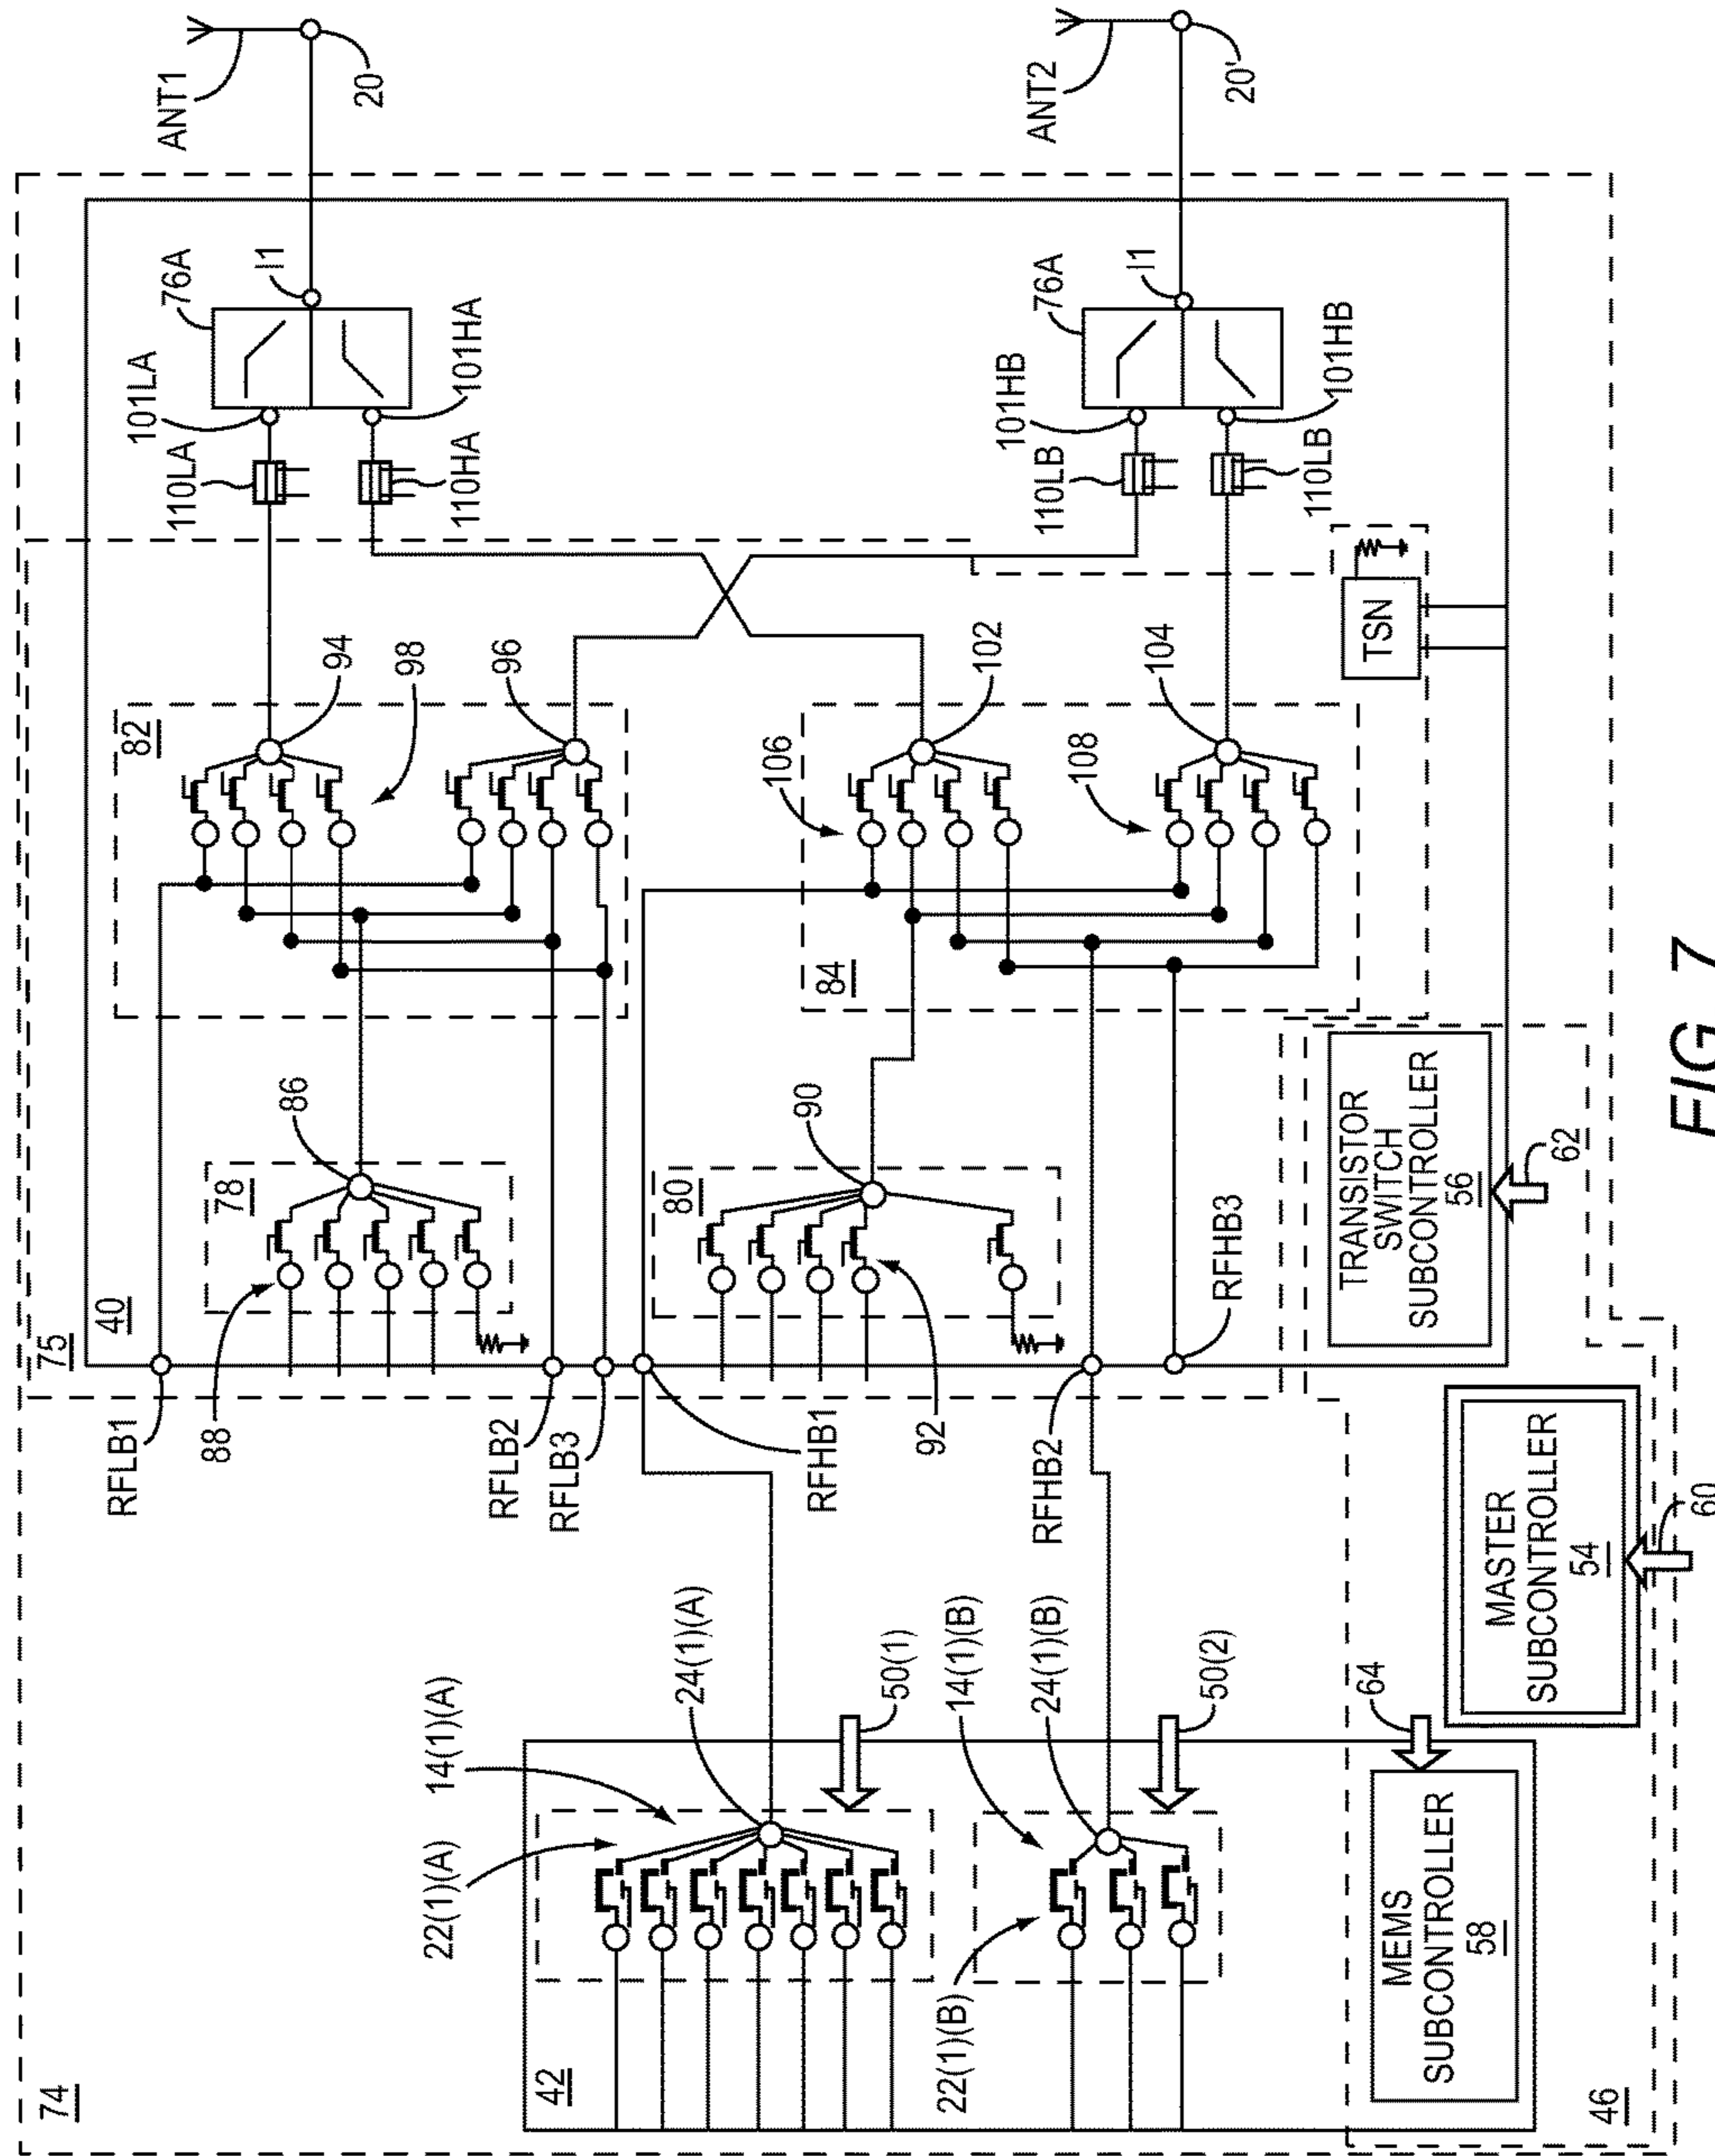 74
75
40
42
46
ANT1
20
ANT2
20'
76A
I1
101LA
101HA
110LA
110HA
76A
I1
101HB
101HB
110LB
110LB
82
94
98
96
84
106
102
108
104
TSN
78
86
88
80
90
92
RFLB1
RFLB2
RFLB3
RFHB1
RFHB2
RFHB3
TRANSISTOR
SWITCH
SUBCONTROLLER
56
62
14(1)(A)
22(1)(A)
24(1)(A)
50(1)
14(1)(B)
22(1)(B)
24(1)(B)
50(2)
64
MEMS
SUBCONTROLLER
58
MASTER
SUBCONTROLLER
54
60
FIG. 7